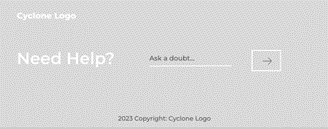 Cyclone Logo
Need Help?
Ask a doubt...
2023 Copyright: Cyclone Logo